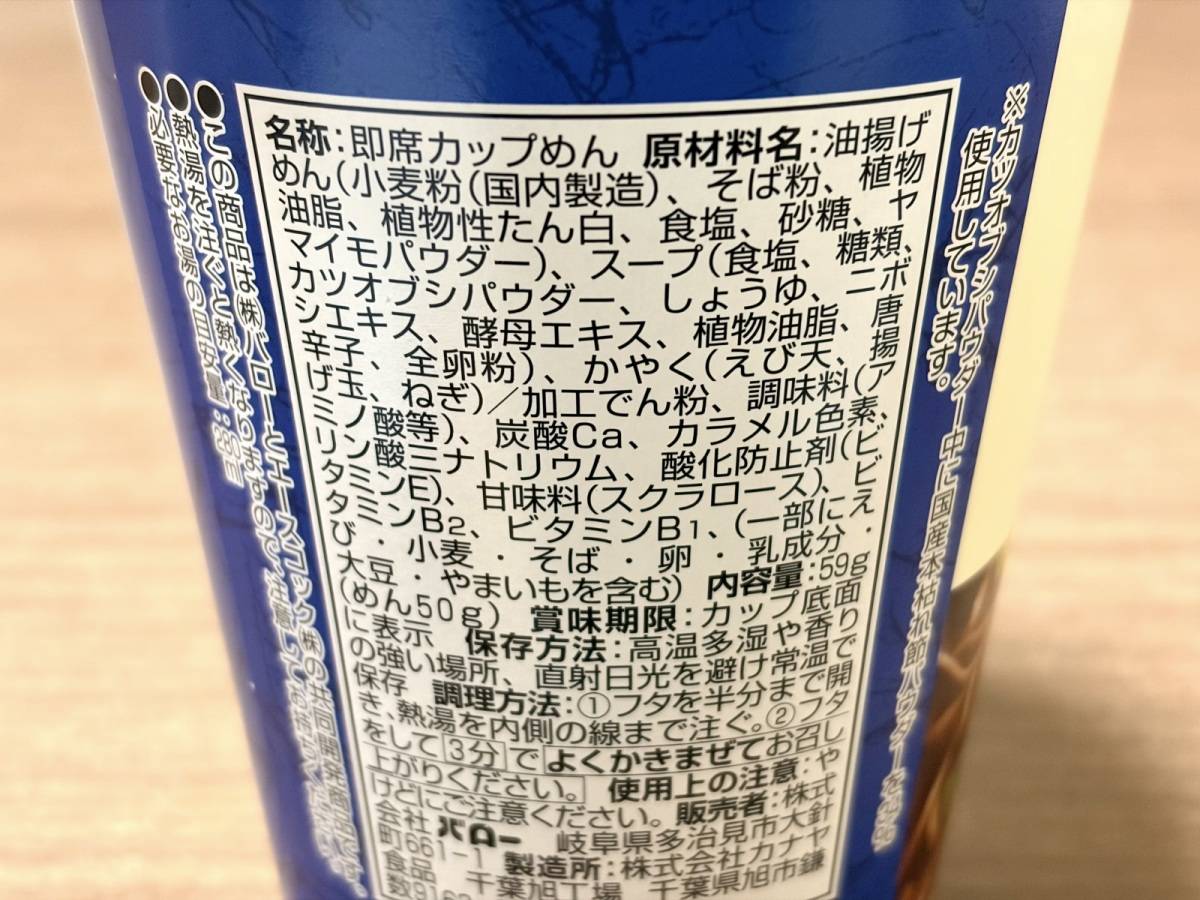 ※カツオブシパウダー中に国産本枯れ節パウダーを
使用しています。
名称:即席カップめん 原材料名:油揚げ
めん(小麦粉(国内製造)、そば粉、植物
油脂、植物性たん白、食塩、砂糖、ヤ
マイモパウダー)、スープ(食塩、糖類、
カツオブシパウダー、しょうゆ、ニボ
シエキス、酵母エキス、植物油脂、唐
辛子、全卵粉)、かやく(えび天、揚
げ玉、ねぎ)/加工でん粉、調味料(ア
ミノ酸等)、炭酸Ca、カラメル色素、
リン酸三ナトリウム、酸化防止剤(ビ
タミンE)、甘味料(スクラロース)、ビ
タミンB2、ビタミンB1、(一部にえ
び・小麦・そば・卵・乳成分・
大豆・やまいもを含む) 内容量:59g
(めん50g) 賞味期限:カップ底面
に表示 保存方法:高温多湿や香り
の強い場所、直射日光を避け常温で
保存 調理方法:①フタを半分まで開
き、熱湯を内側の線まで注ぐ。②フタ
をして3分でよくかきまぜてお召し
上がりください。 使用上の注意:や
けどにご注意ください。販売者:株式
会社バロー 岐阜県多治見市大針
町661-1 製造所:株式会社カナヤ
食品 千葉旭工場 千葉県旭市鎌
数916
●この商品は(株)バローとエースコック(株)の共同開発商品です。
●熱湯を注ぐと熱くなりますので、注意してお持ち
●必要なお湯の目安量:280ml